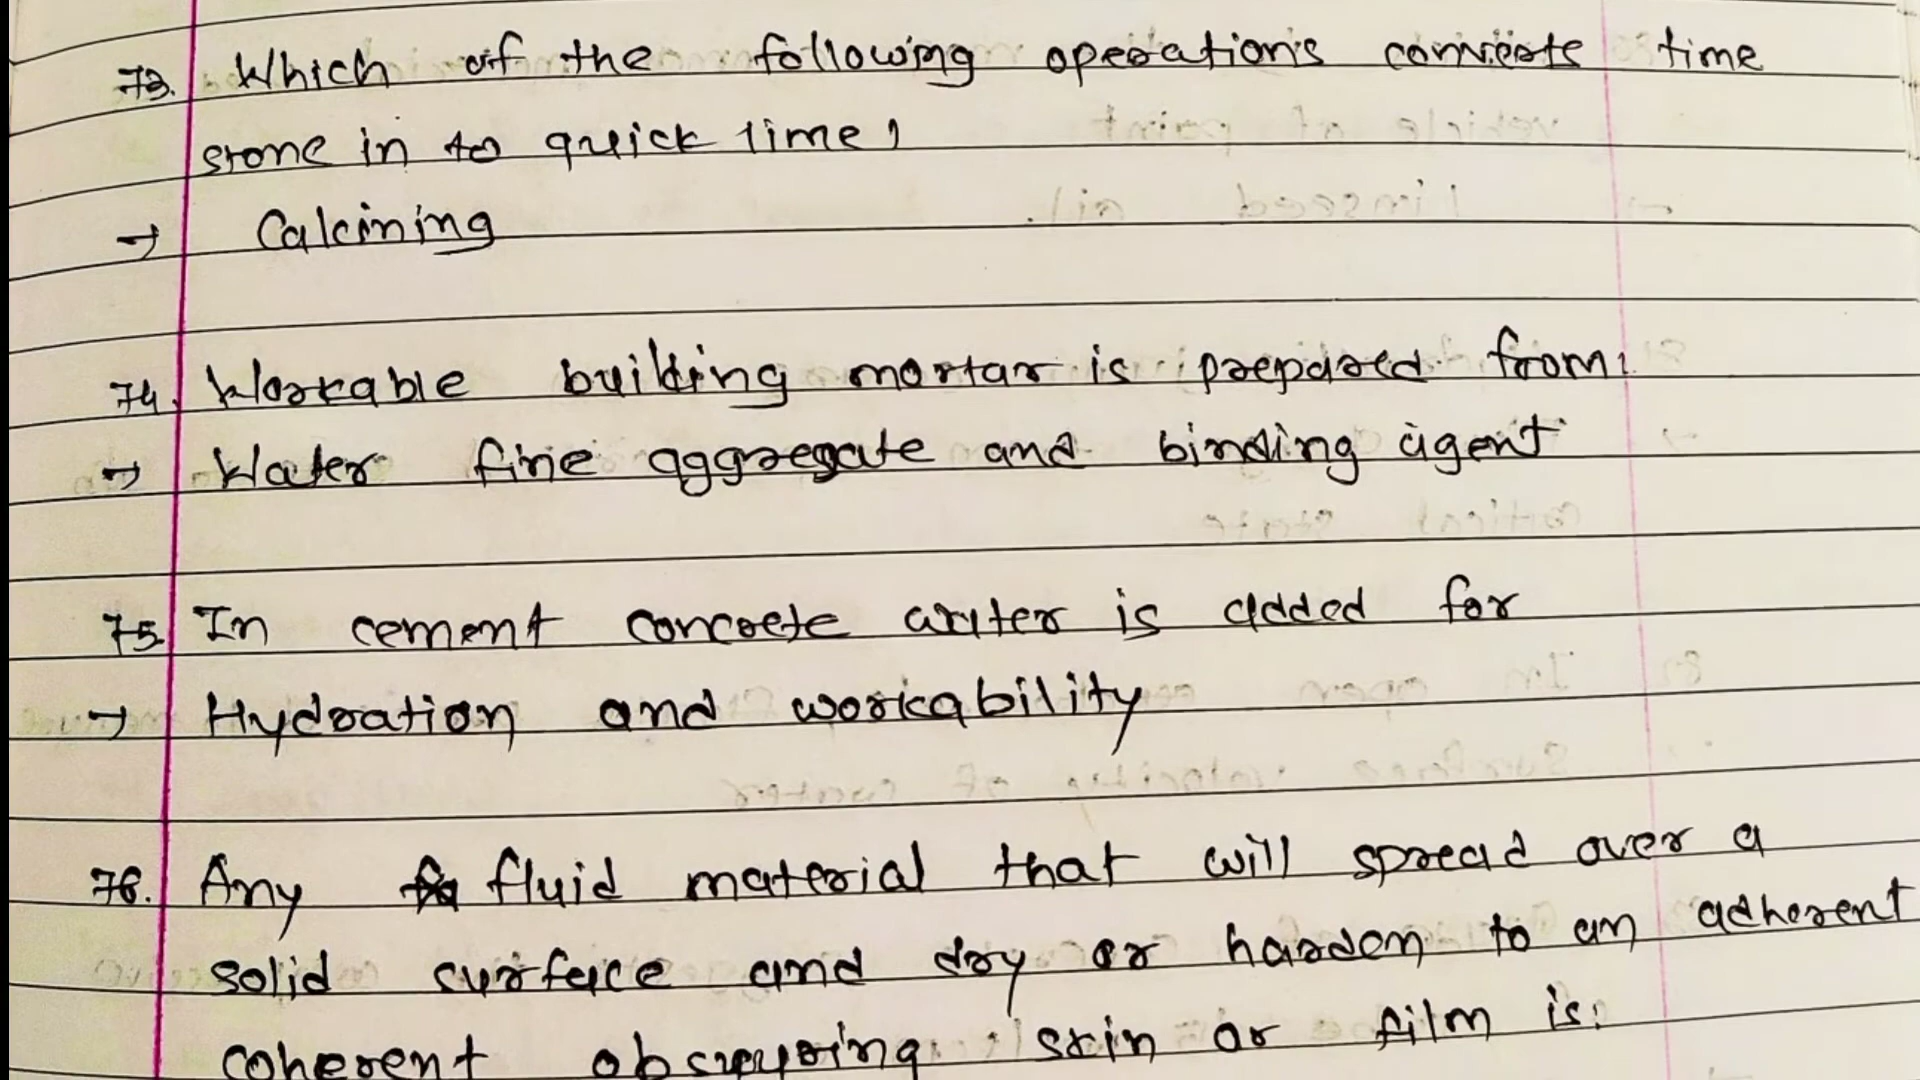 73. Which of the following operations converts time
stone in to quick lime,
→ Calcining
74. Workable building mortar is prepared from:
→ Water fine aggregate and binding agent
75. In cement concrete water is added for
→ Hydration and workability
76. Any fluid material that will spread over a
solid surface and dry or harden to an adherent
coherent obscuring skin or film is: